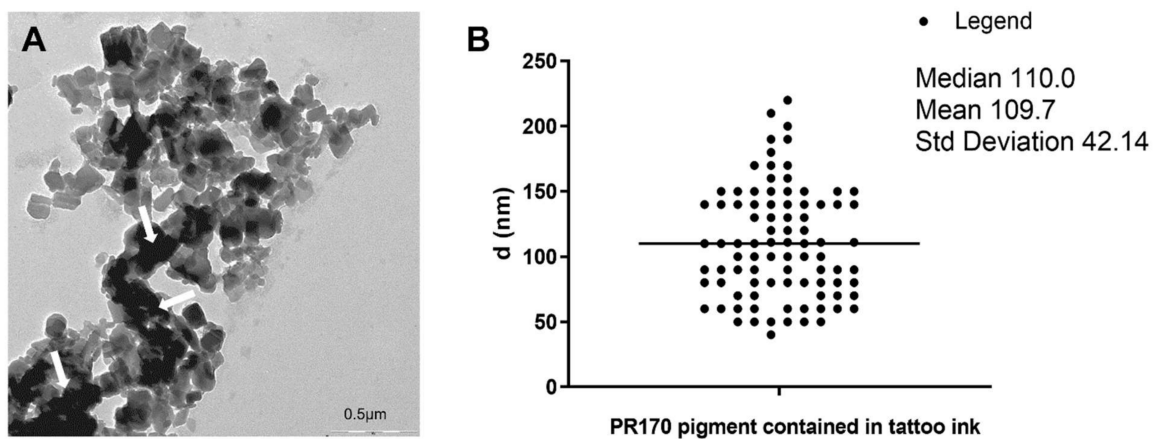 A
0.5µm
B
Legend
Median 110.0
Mean 109.7
Std Deviation 42.14
d (nm)
250
200
150
100
50
0
PR170 pigment contained in tattoo ink